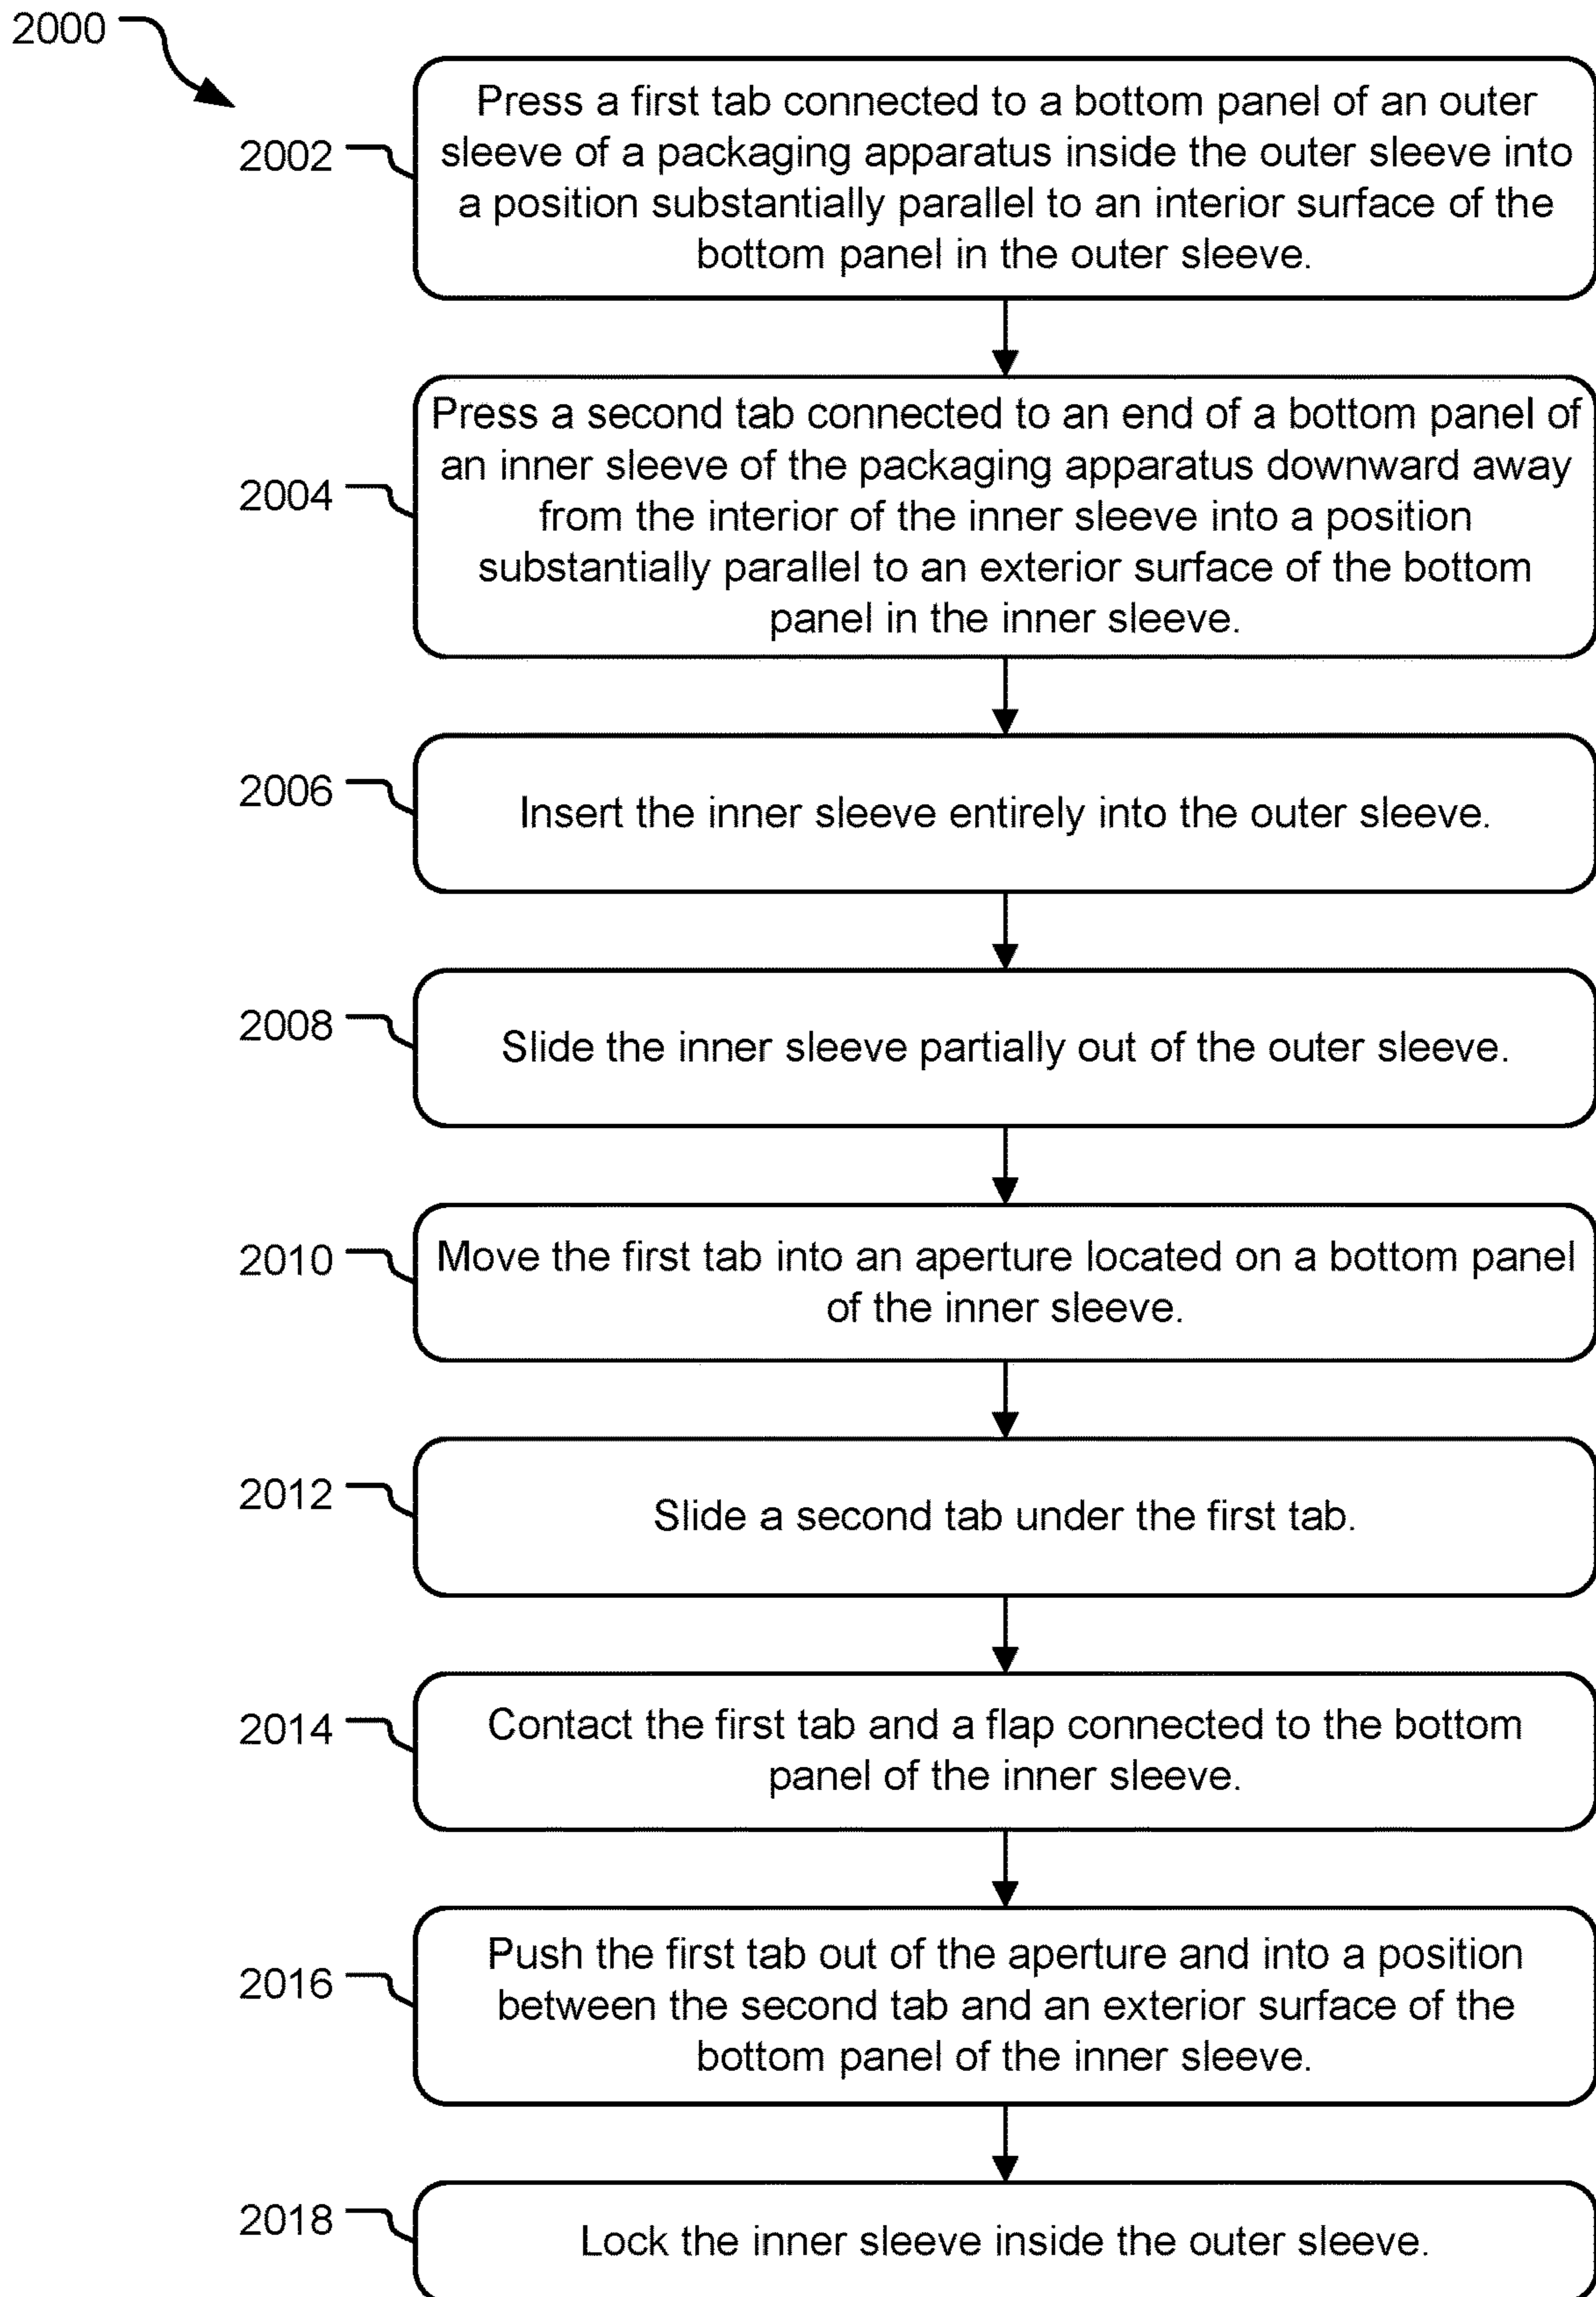 2000
2002
Press a first tab connected to a bottom panel of an outer
sleeve of a packaging apparatus inside the outer sleeve into
a position substantially parallel to an interior surface of the
bottom panel in the outer sleeve.
2004
Press a second tab connected to an end of a bottom panel of
an inner sleeve of the packaging apparatus downward away
from the interior of the inner sleeve into a position
substantially parallel to an exterior surface of the bottom
panel in the inner sleeve.
2006
Insert the inner sleeve entirely into the outer sleeve.
2008
Slide the inner sleeve partially out of the outer sleeve.
2010
Move the first tab into an aperture located on a bottom panel
of the inner sleeve.
2012
Slide a second tab under the first tab.
2014
Contact the first tab and a flap connected to the bottom
panel of the inner sleeve.
2016
Push the first tab out of the aperture and into a position
between the second tab and an exterior surface of the
bottom panel of the inner sleeve.
2018
Lock the inner sleeve inside the outer sleeve.